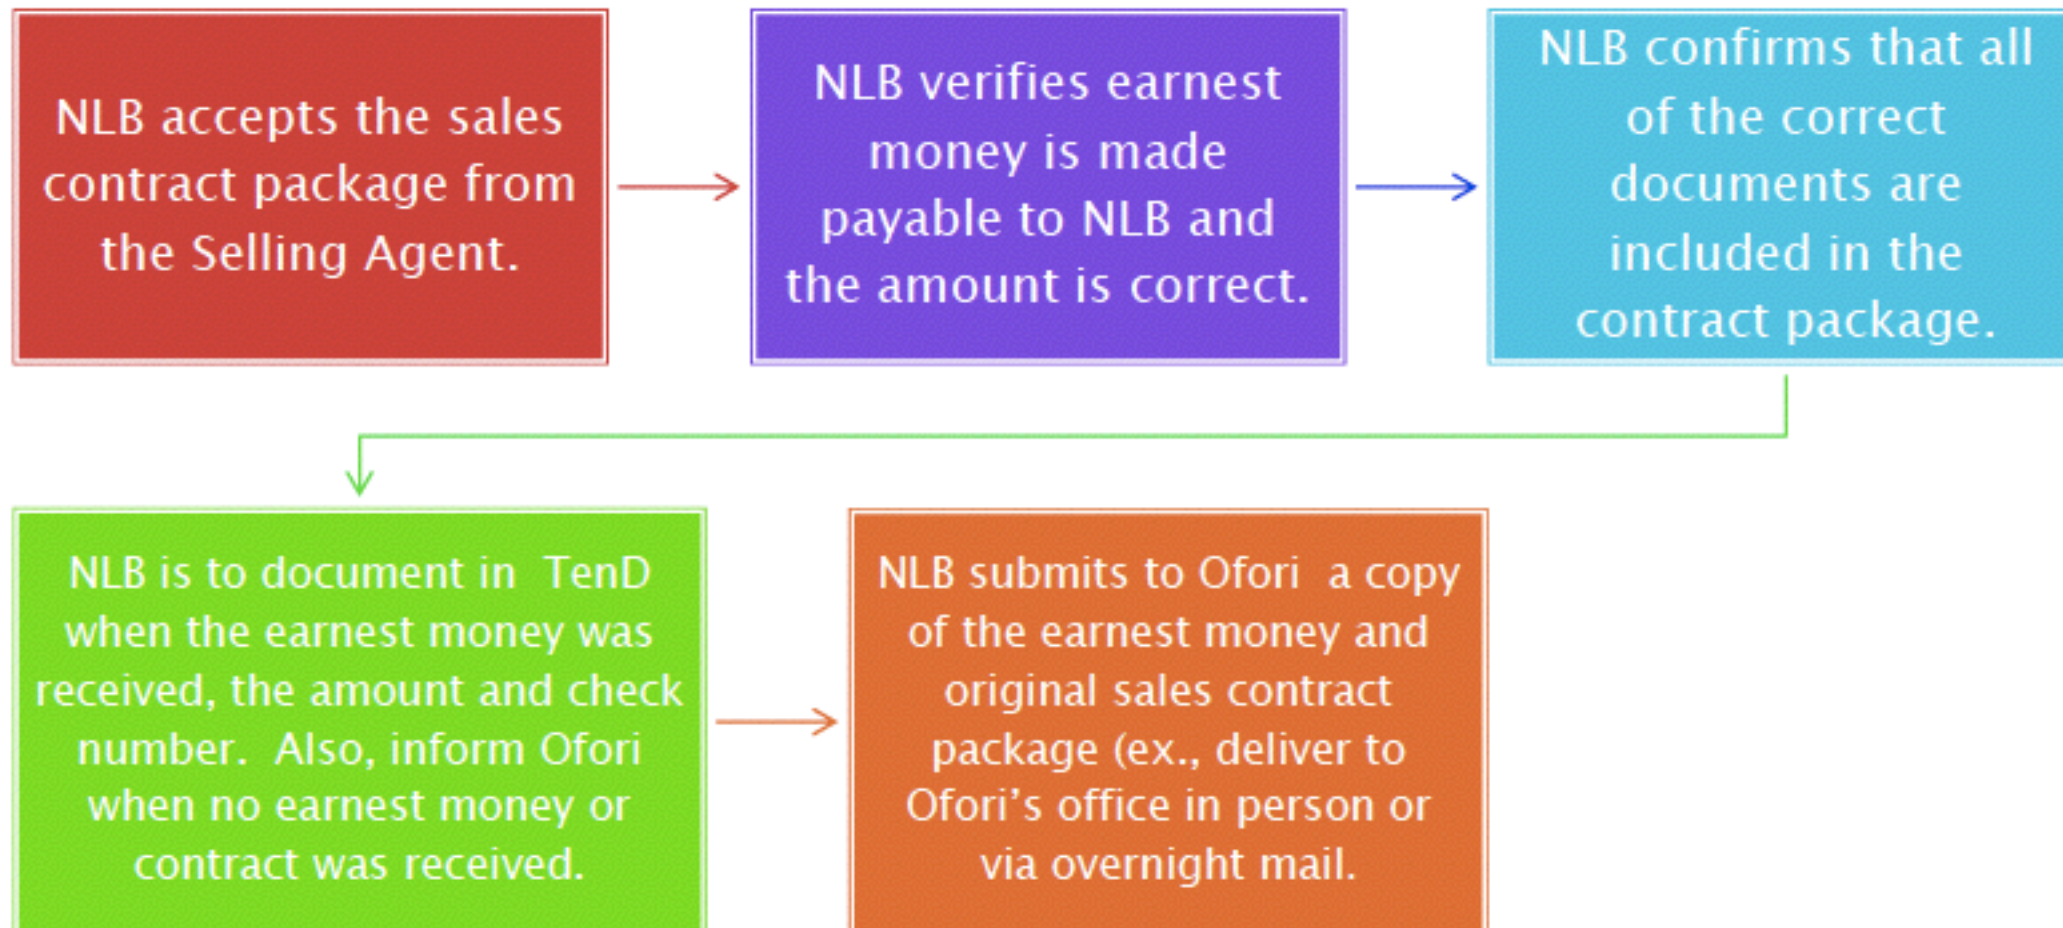 NLB accepts the sales
contract package from
the Selling Agent.
NLB verifies earnest
money is made
payable to NLB and
the amount is correct.
NLB confirms that all
of the correct
documents are
included in the
contract package.
NLB is to document in  TenD
when the earnest money was
received, the amount and check
number.  Also, inform Ofori
when no earnest money or
contract was received.
NLB submits to Ofori  a copy
of the earnest money and
original sales contract
package (ex., deliver to
Ofori’s office in person or
via overnight mail.